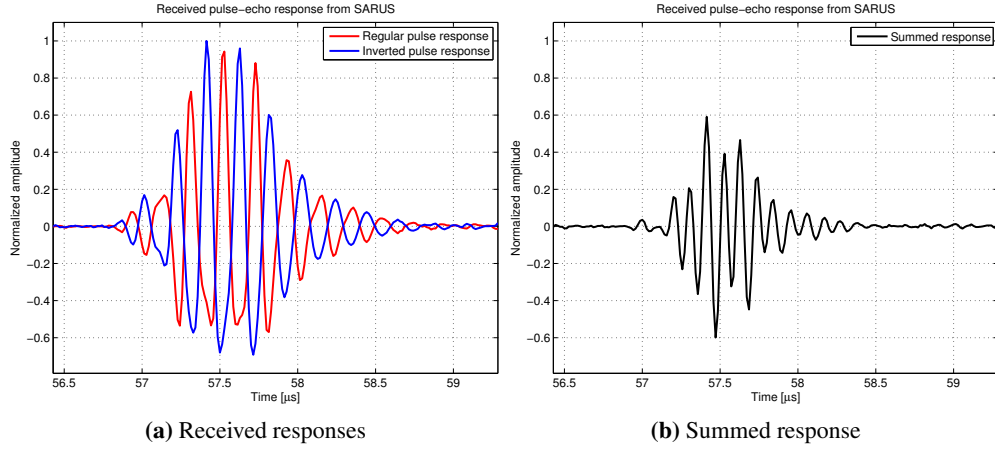 Received pulse−echo response from SARUS
Regular pulse response
Inverted pulse response
1
0.8
0.6
0.4
0.2
0
−0.2
−0.4
−0.6
Normalized amplitude
56.5
57
57.5
58
58.5
59
Time [μs]
(a) Received responses
Received pulse−echo response from SARUS
Summed response
1
0.8
0.6
0.4
0.2
0
−0.2
−0.4
−0.6
Normalized amplitude
56.5
57
57.5
58
58.5
59
Time [μs]
(b) Summed response